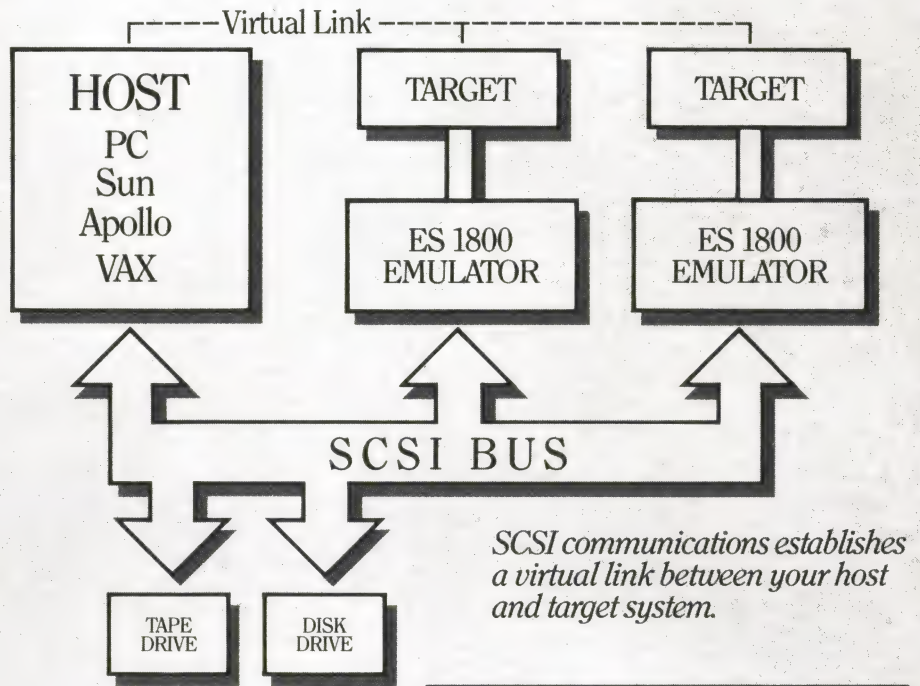 Virtual Link
HOST
PC
Sun
Apollo
VAX
TARGET
TARGET
ES 1800
EMULATOR
ES 1800
EMULATOR
SCSI BUS
SCSI communications establishes
a virtual link between your host
and target system.
TAPE
DRIVE
DISK
DRIVE